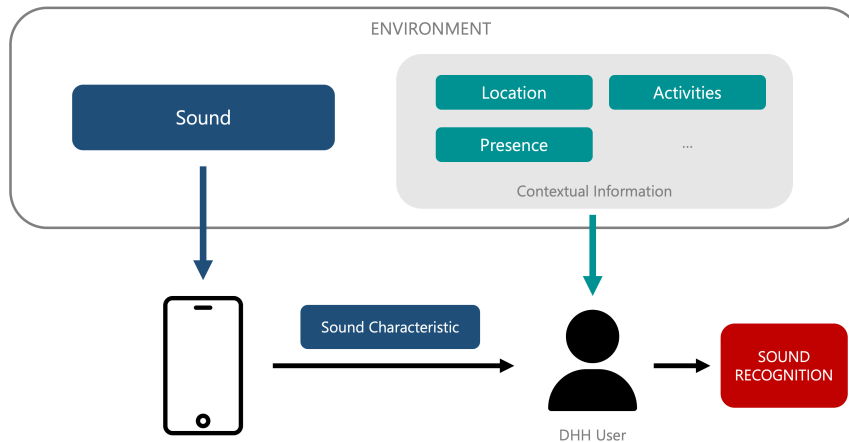 ENVIRONMENT
Sound
Location
Activities
Presence
...
Contextual Information
Sound Characteristic
SOUND
RECOGNITION
DHH User